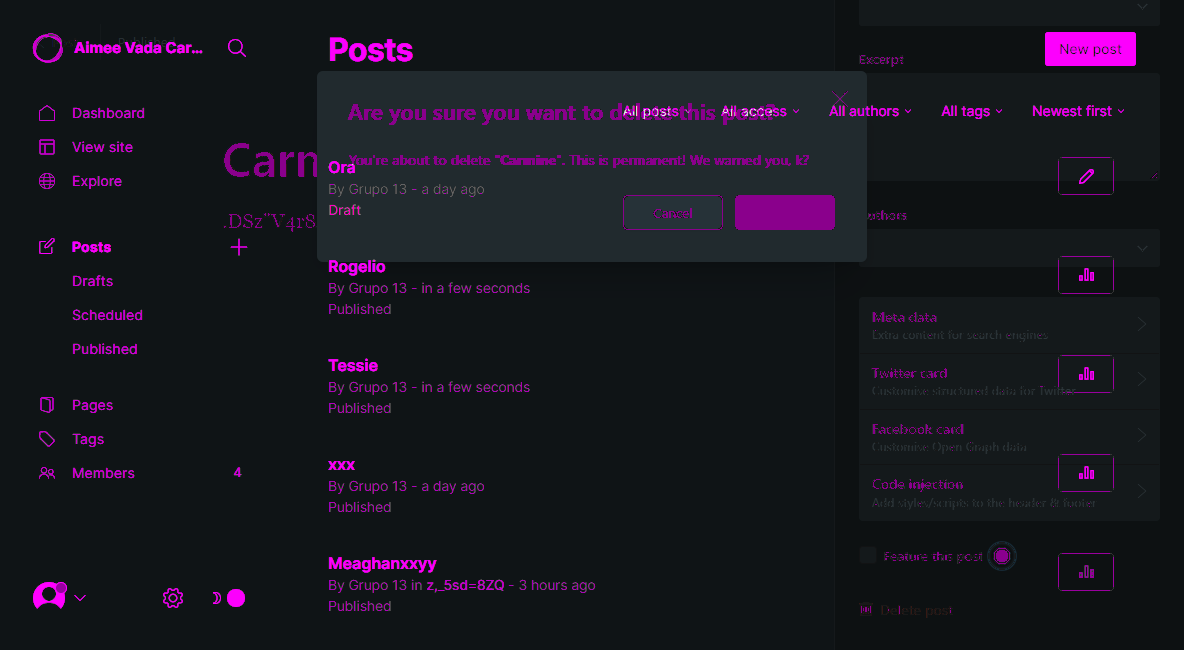 Aimee Vada Car...
Published
Posts
New post
Excerpt
Are you sure you want to delete this post?
All posts
All access
All authors
All tags
Newest first
Dashboard
View site
Explore
Carm
You're about to delete "Carmine". This is permanent! We warned you, k?
Ora
By Grupo 13 - a day ago
Draft
Cancel
Authors
Posts
Drafts
Scheduled
Published
Rogelio
By Grupo 13 - in a few seconds
Published
Meta data
Extra content for search engines
Tessie
By Grupo 13 - in a few seconds
Published
Twitter card
Customise structured data for Twitter
Pages
Tags
Members
4
Facebook card
Customise Open Graph data
xxx
By Grupo 13 - a day ago
Published
Code injection
Add styles/scripts to the header & footer
Meaghanxxyy
By Grupo 13 in z,_5sd=8ZQ - 3 hours ago
Published
Feature this post
Delete post